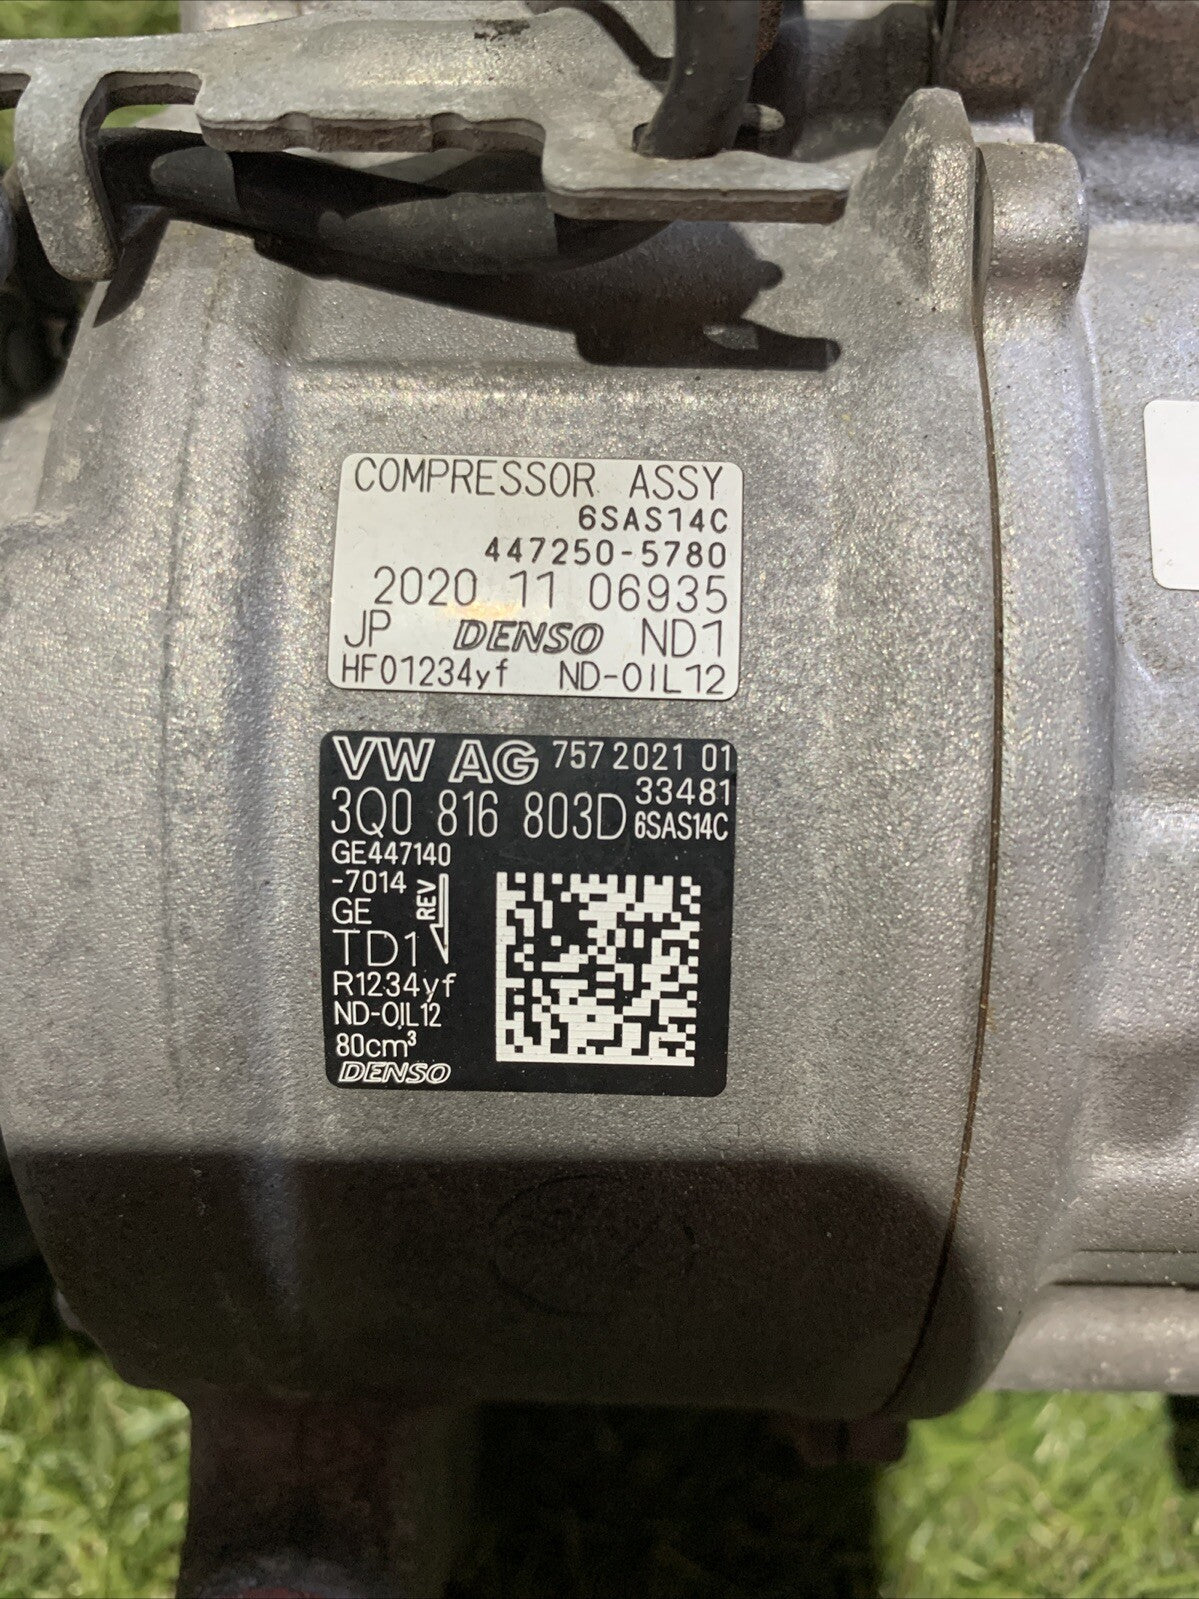 COMPRESSOR ASSY
6SAS14C
447250-5780
2020 11 06935
JP DENSO ND1
HF01234yf ND-OIL12
VW AG 757 2021 01
33481
3Q0 816 803D 6SAS14C
GE447140
-7014
GE REV
TD1
R1234yf
ND-OIL12
80cm³
DENSO